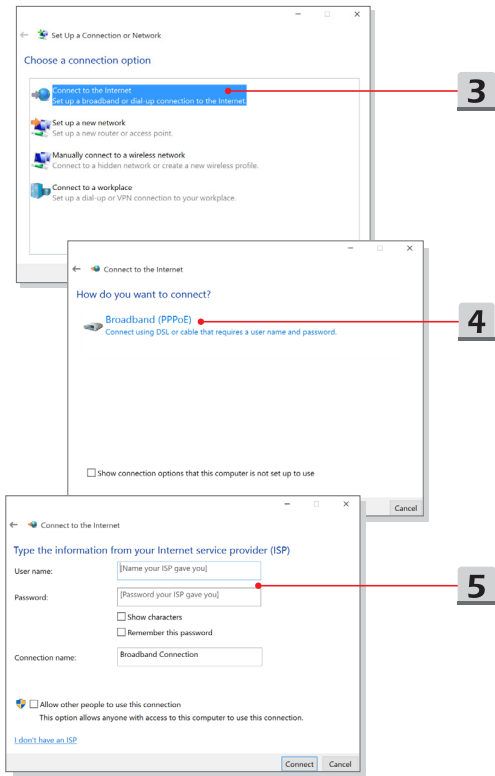 Set Up a Connection or Network
Choose a connection option
Connect to the Internet
Set up a broadband or dial-up connection to the Internet.
3
Set up a new network
Set up a new router or access point.
Manually connect to a wireless network
Connect to a hidden network or create a new wireless profile.
Connect to a workplace
Set up a dial-up or VPN connection to your workplace.
Connect to the Internet
How do you want to connect?
Broadband (PPPoE)
4
Connect using DSL or cable that requires a user name and password.
Show connection options that this computer is not set up to use
Cancel
Connect to the Internet
Type the information from your Internet service provider (ISP)
User name: [Name your ISP gave you]
5
Password: [Password your ISP gave you]
Show characters
Remember this password
Connection name: Broadband Connection
Allow other people to use this connection
This option allows anyone with access to this computer to use this connection.
I don't have an ISP
Connect Cancel